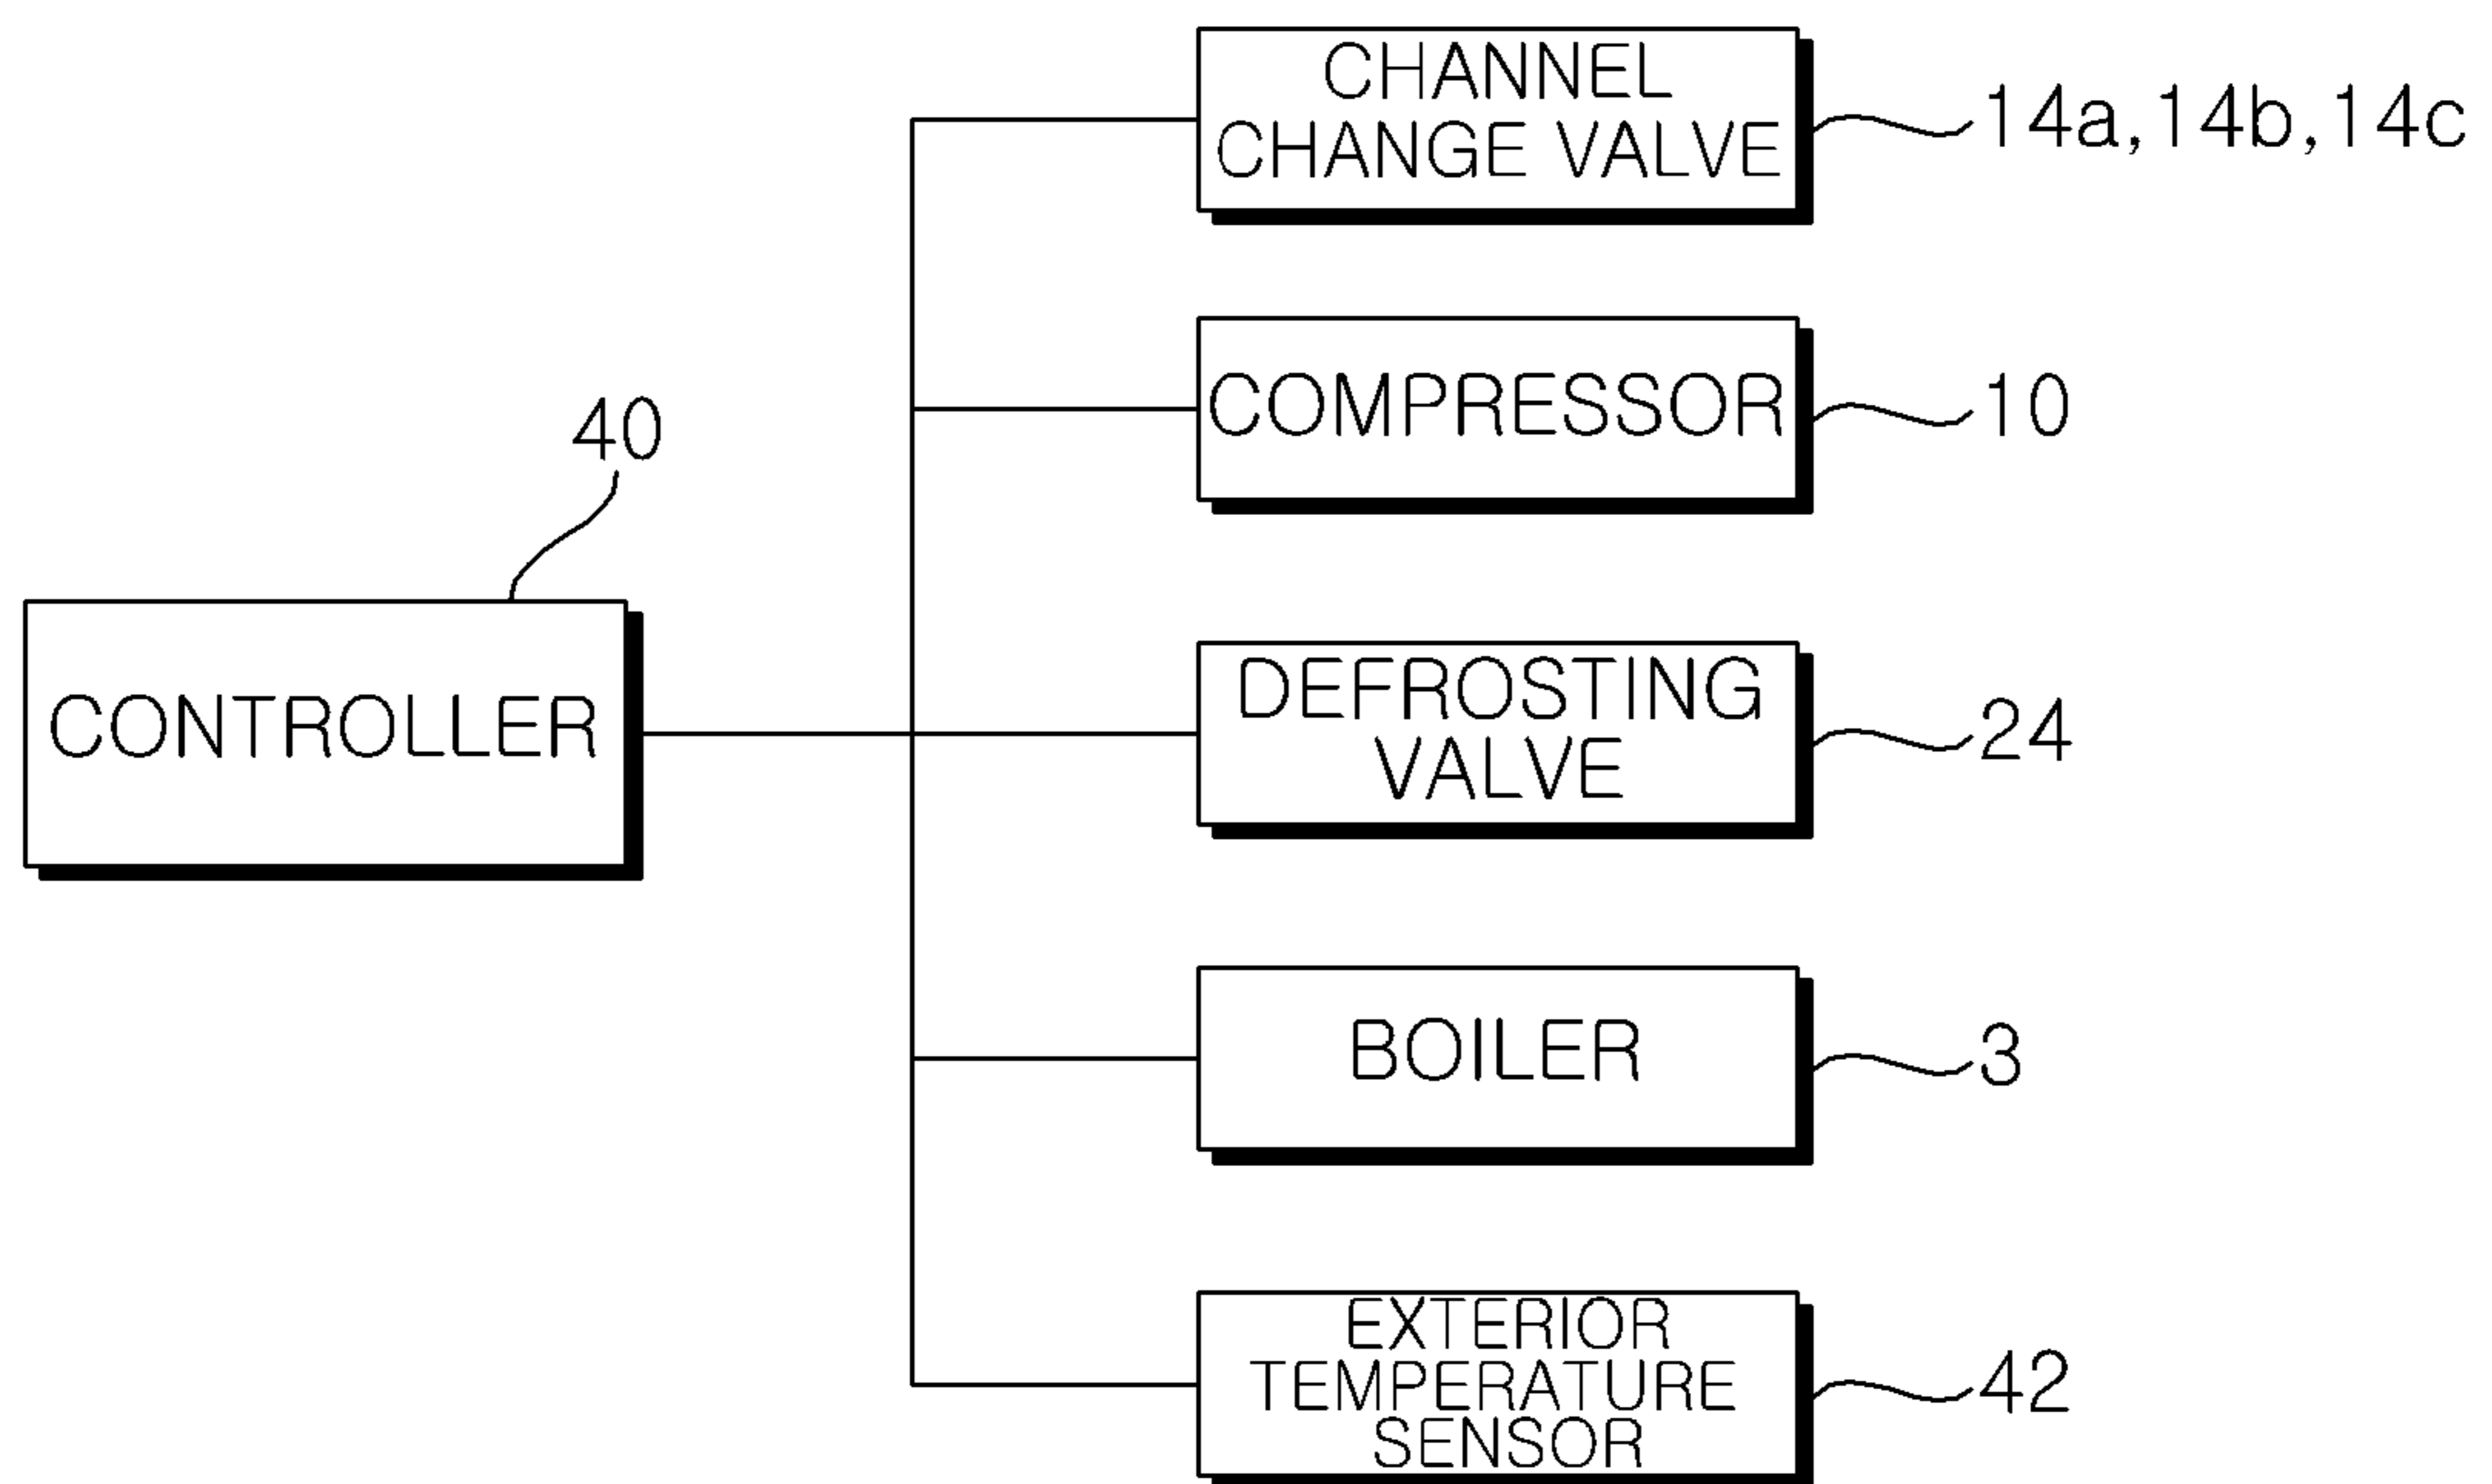 CHANNEL
CHANGE VALVE
14a, 14b, 14c
COMPRESSOR
10
40
CONTROLLER
DEFROSTING
VALVE
24
BOILER
3
EXTERIOR
TEMPERATURE
SENSOR
42